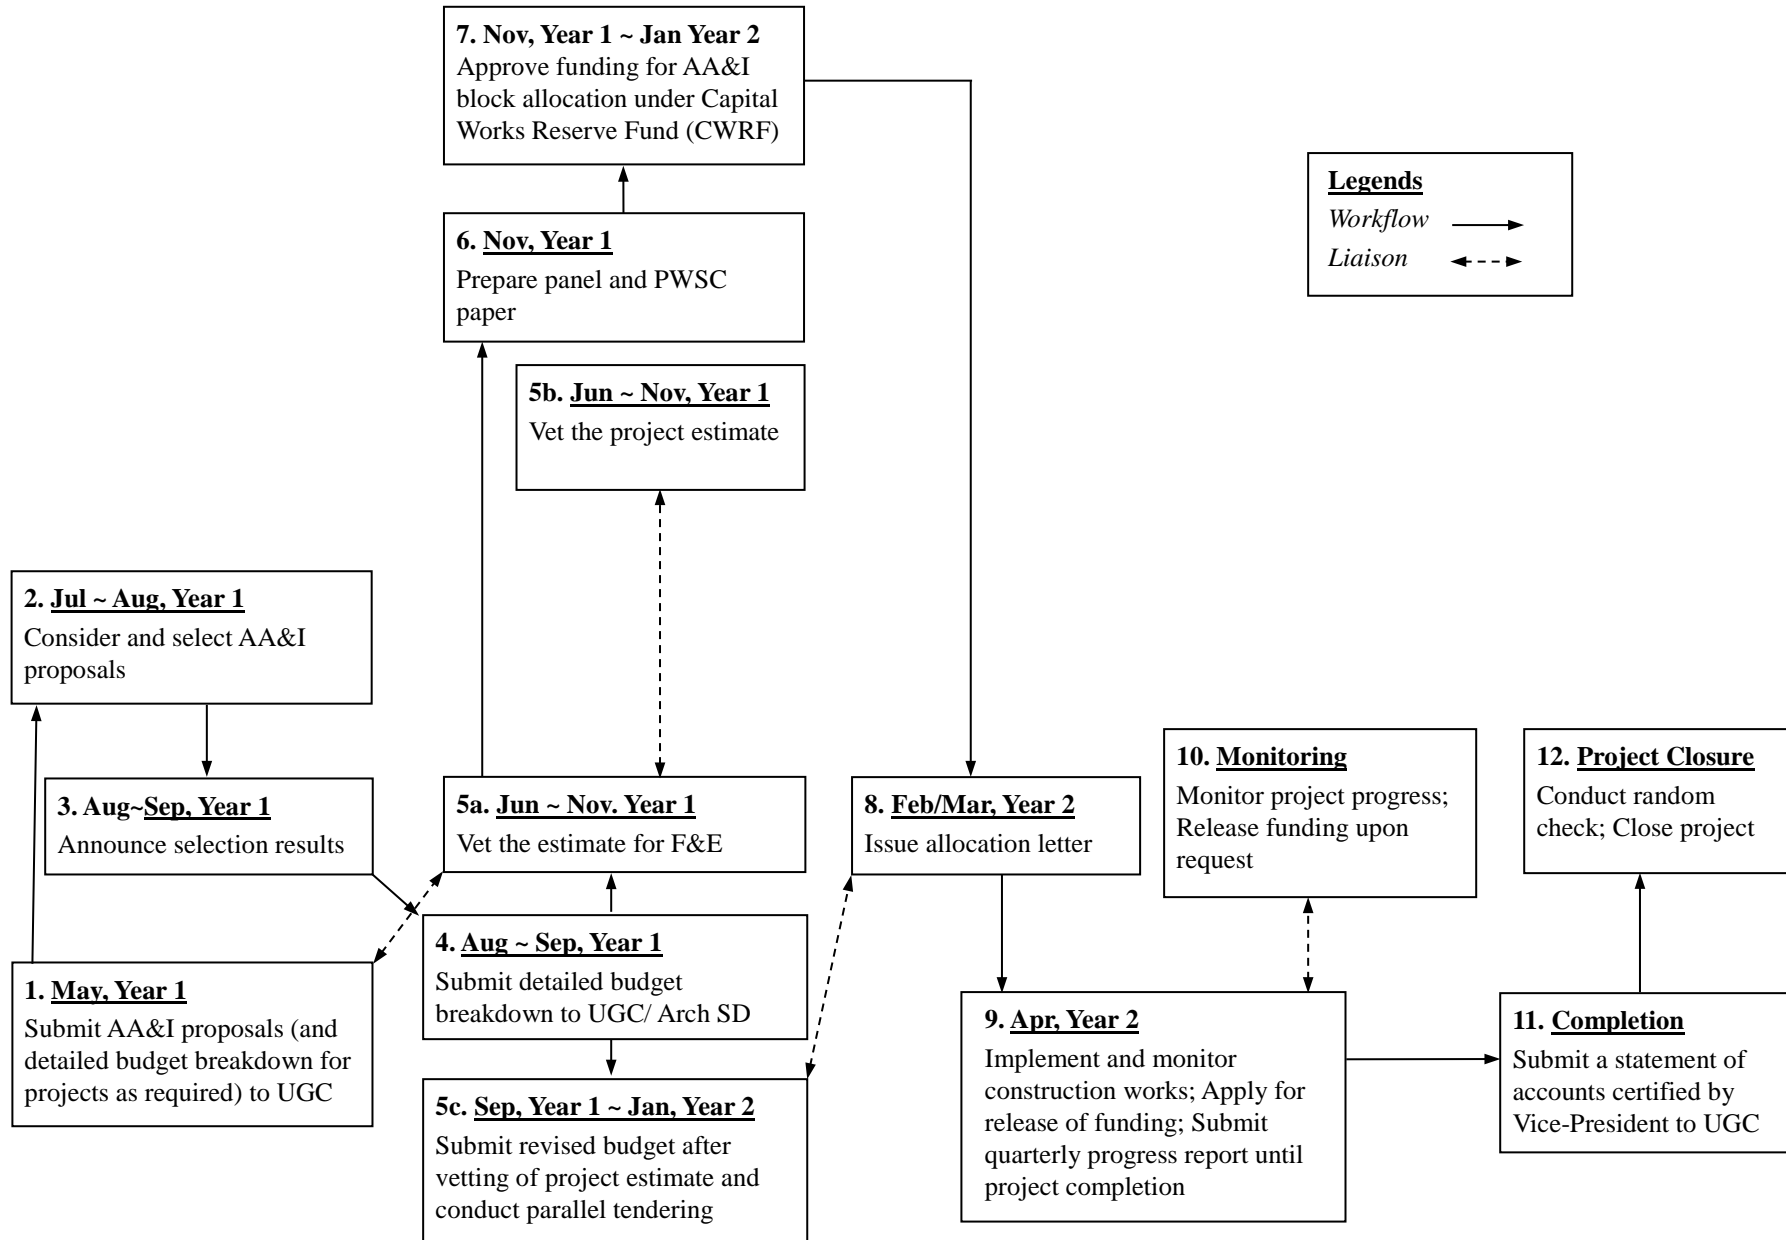 7. Nov, Year 1 ~ Jan Year 2
Approve funding for AA&I
block allocation under Capital
Works Reserve Fund (CWRF)
Legends
Workflow
Liaison
6. Nov, Year 1
Prepare panel and PWSC
paper
5b. Jun ~ Nov, Year 1
Vet the project estimate
2. Jul ~ Aug, Year 1
Consider and select AA&I
proposals
3. Aug~Sep, Year 1
Announce selection results
5a. Jun ~ Nov. Year 1
Vet the estimate for F&E
8. Feb/Mar, Year 2
Issue allocation letter
10. Monitoring
Monitor project progress;
Release funding upon
request
12. Project Closure
Conduct random
check; Close project
1. May, Year 1
Submit AA&I proposals (and
detailed budget breakdown for
projects as required) to UGC
4. Aug ~ Sep, Year 1
Submit detailed budget
breakdown to UGC/ Arch SD
5c. Sep, Year 1 ~ Jan, Year 2
Submit revised budget after
vetting of project estimate and
conduct parallel tendering
9. Apr, Year 2
Implement and monitor
construction works; Apply for
release of funding; Submit
quarterly progress report until
project completion
11. Completion
Submit a statement of
accounts certified by
Vice-President to UGC